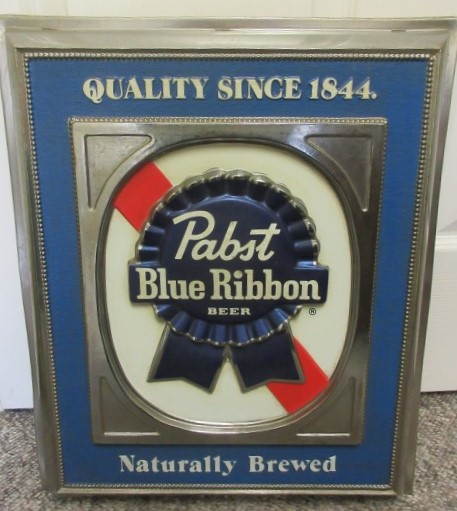 QUALITY SINCE 1844.
Pabst
Blue Ribbon
BEER
®
Naturally Brewed